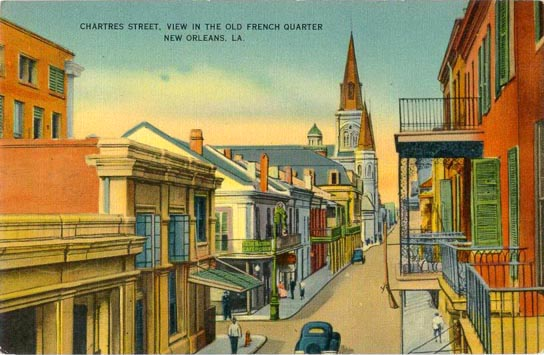 CHARTRES STREET, VIEW IN THE OLD FRENCH QUARTER
NEW ORLEANS, LA.